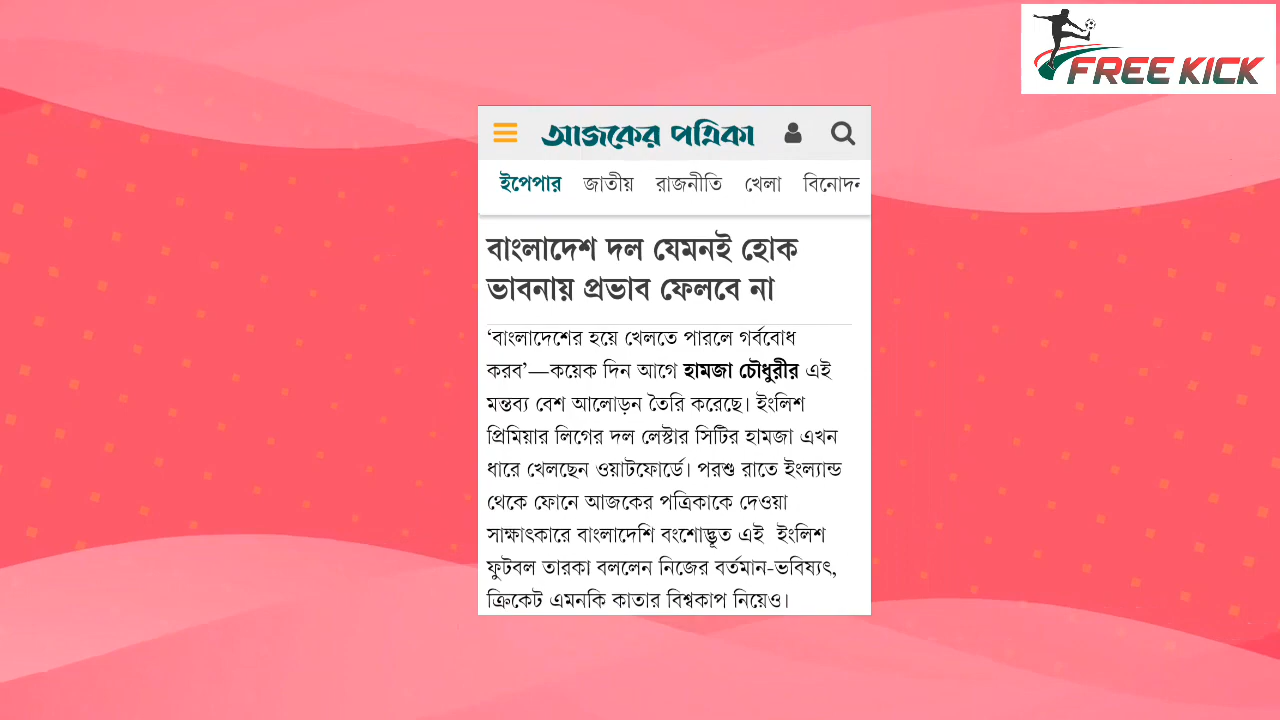 FREE KICK
আজকের পত্রিকা
ইপেপার জাতীয় রাজনীতি খেলা বিনোদন
বাংলাদেশ দল যেমনই হোক
ভাবনায় প্রভাব ফেলবে না
‘বাংলাদেশের হয়ে খেলতে পারলে গর্ববোধ
করব’—কয়েক দিন আগে হামজা চৌধুরীর এই
মন্তব্য বেশ আলোড়ন তৈরি করেছে। ইংলিশ
প্রিমিয়ার লিগের দল লেস্টার সিটির হামজা এখন
ধারে খেলছেন ওয়াটফোর্ডে। পরশু রাতে ইংল্যান্ড
থেকে ফোনে আজকের পত্রিকাকে দেওয়া
সাক্ষাৎকারে বাংলাদেশি বংশোদ্ভূত এই ইংলিশ
ফুটবল তারকা বললেন নিজের বর্তমান-ভবিষ্যৎ,
ক্রিকেট এমনকি কাতার বিশ্বকাপ নিয়েও।